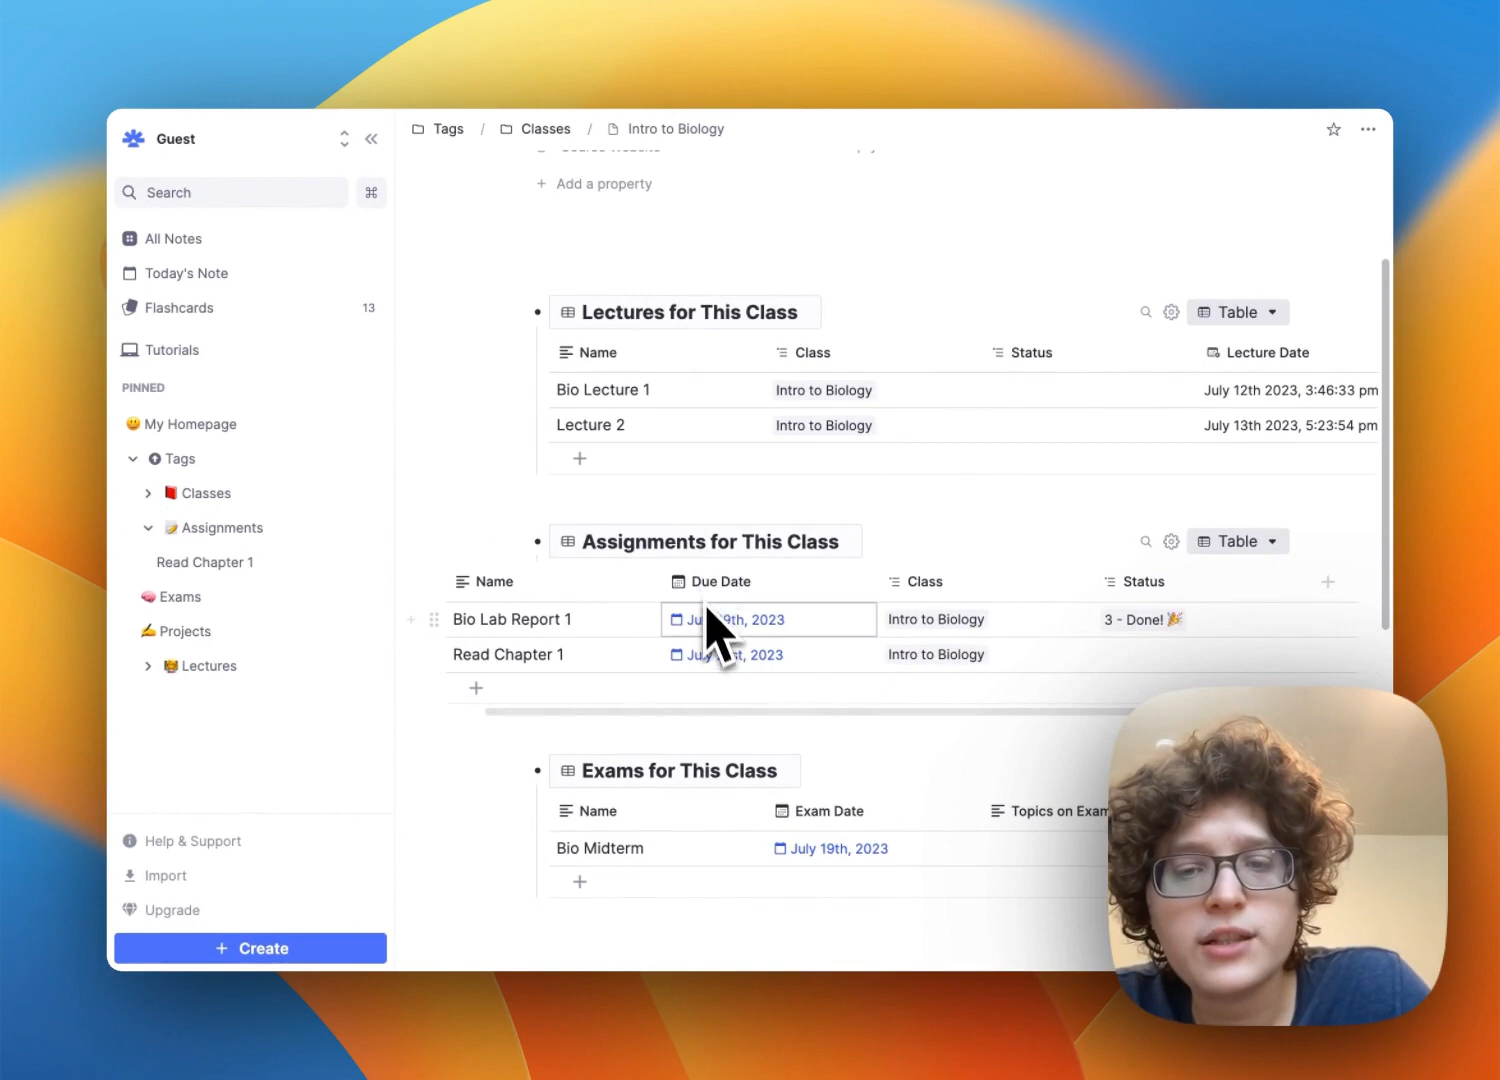 Guest
Search
All Notes
Today's Note
Flashcards 13
Tutorials
PINNED
My Homepage
Tags
Classes
Assignments
Read Chapter 1
Exams
Projects
Lectures
Help & Support
Import
Upgrade
+ Create
Tags / Classes / Intro to Biology
+ Add a property
Lectures for This Class
Table
Name Class Status Lecture Date
Bio Lecture 1 Intro to Biology July 12th 2023, 3:46:33 pm
Lecture 2 Intro to Biology July 13th 2023, 5:23:54 pm
+
Assignments for This Class
Table
Name Due Date Class Status +
Bio Lab Report 1 2023 Intro to Biology 3 - Done! 🎉
Read Chapter 1 2023 Intro to Biology
+
Exams for This Class
Name Exam Date Topics on Exam
Bio Midterm July 19th, 2023
+